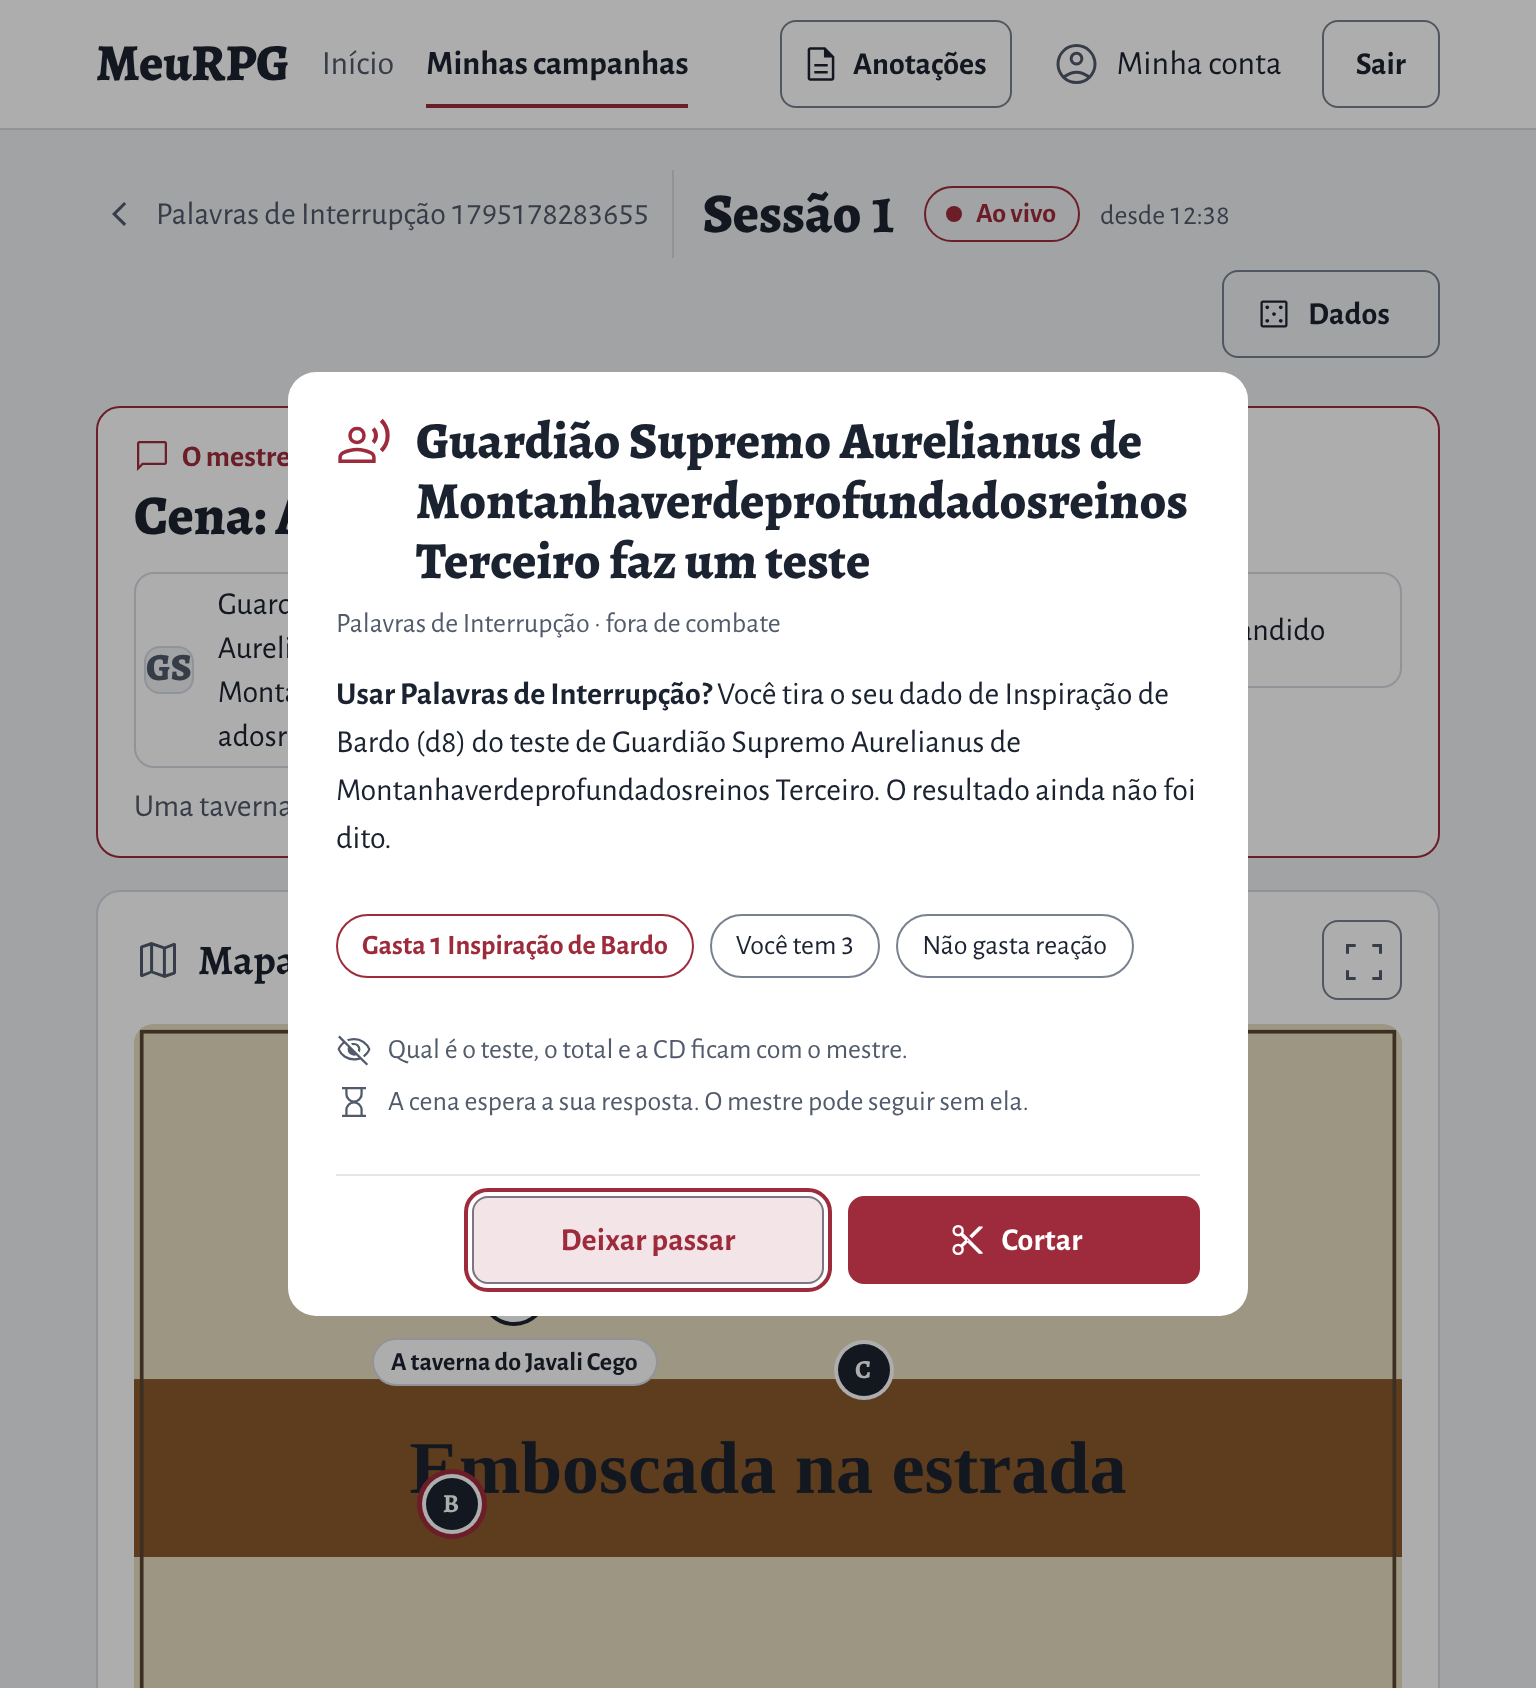 MeuRPG
Início
Minhas campanhas
Anotações
Minha conta
Sair
Palavras de Interrupção 1795178283655
Sessão 1
Ao vivo
desde 12:38
Dados
O mestre
Cena:
GS
Uma taverna
Guardião Supremo Aurelianus de
Montanhaverdeprofundadosreinos
Terceiro faz um teste
Palavras de Interrupção · fora de combate
Usar Palavras de Interrupção? Você tira o seu dado de Inspiração de
Bardo (d8) do teste de Guardião Supremo Aurelianus de
Montanhaverdeprofundadosreinos Terceiro. O resultado ainda não foi
dito.
Gasta 1 Inspiração de Bardo
Você tem 3
Não gasta reação
Qual é o teste, o total e a CD ficam com o mestre.
A cena espera a sua resposta. O mestre pode seguir sem ela.
Deixar passar
Cortar
Mapa
A taverna do Javali Cego
C
Emboscada na estrada
B